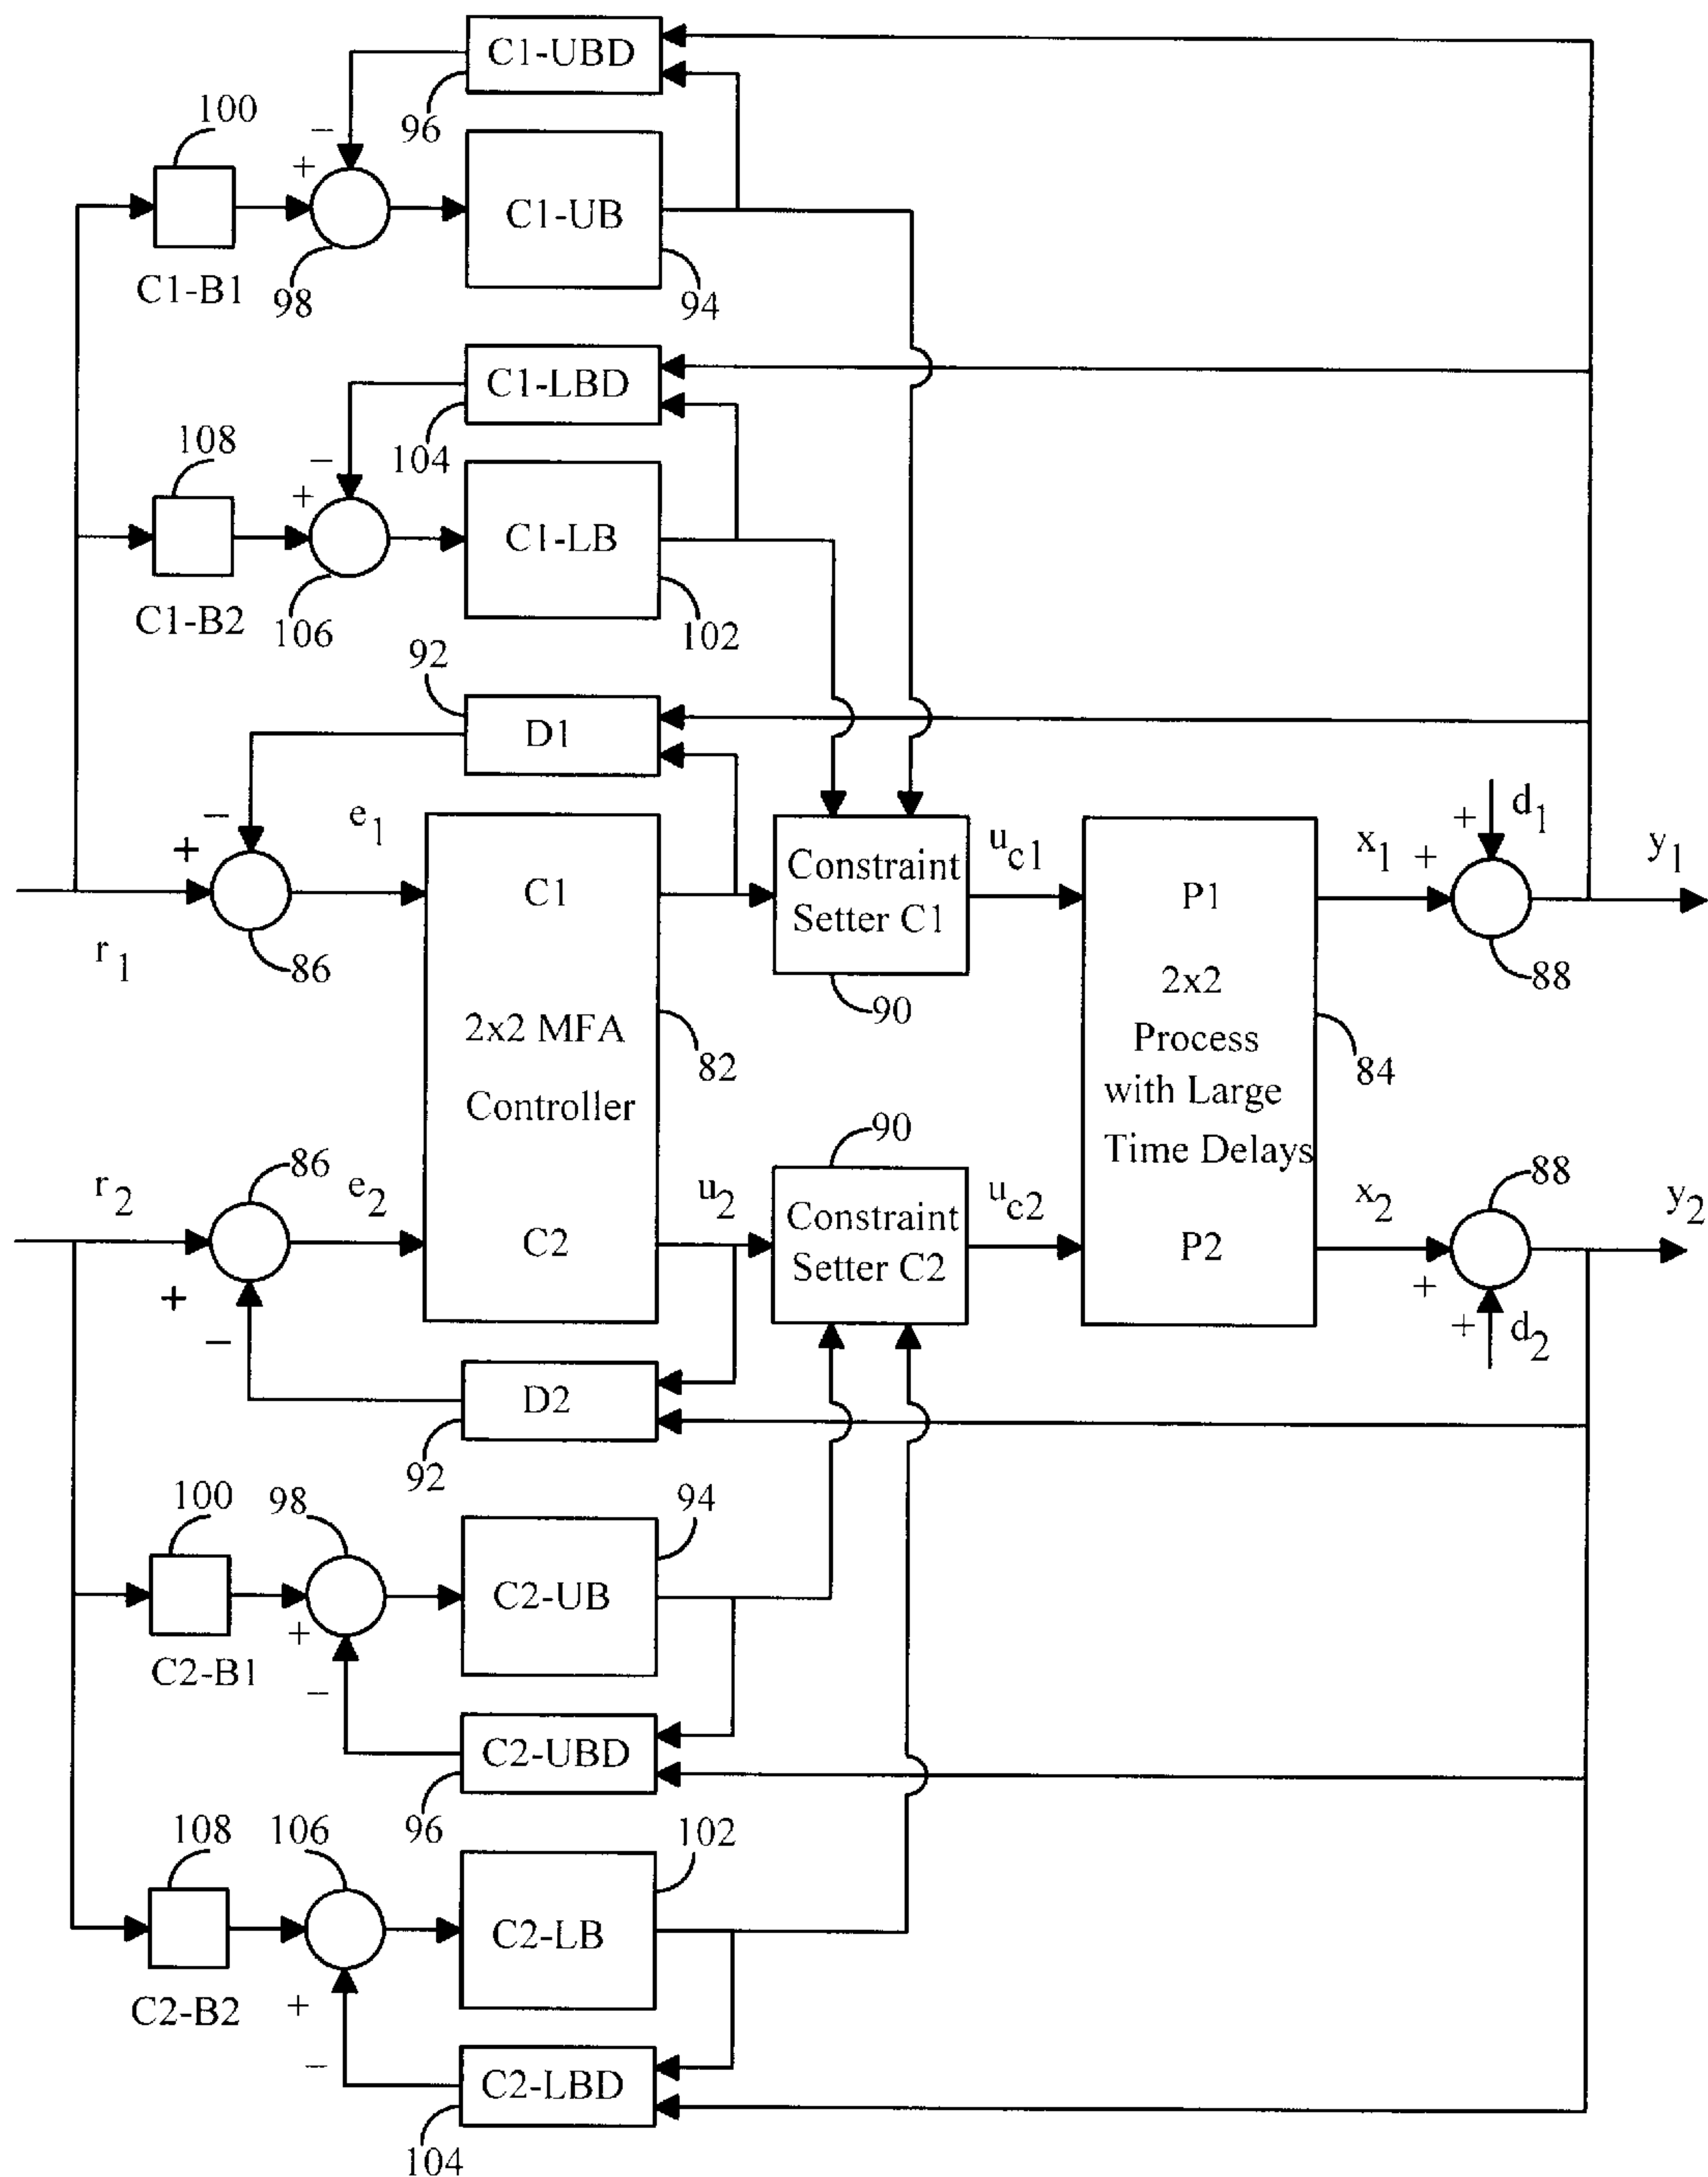 C1-UBD
96
100
−
+
C1-UB
C1-B1
98
94
C1-LBD
104
108
−
+
C1-LB
C1-B2
106
102
92
D1
−
+
e1
r1
86
C1
2x2 MFA
Controller
C2
82
Constraint
Setter C1
90
uc1
P1
2x2
Process
with Large
Time Delays
P2
84
x1
+
+
d1
y1
88
90
86
r2
e2
+
−
u2
Constraint
Setter C2
uc2
x2
88
y2
+
+
d2
D2
92
100
98
94
C2-UB
+
C2-B1
−
C2-UBD
96
108
106
102
C2-LB
C2-B2
+
−
C2-LBD
104